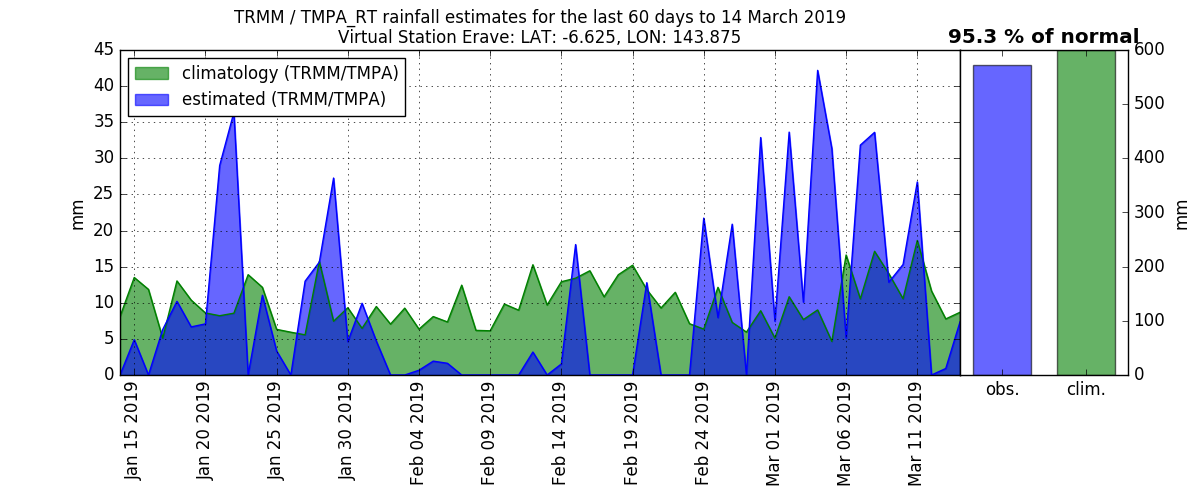 TRMM / TMPA_RT rainfall estimates for the last 60 days to 14 March 2019
Virtual Station Erave: LAT: -6.625, LON: 143.875
95.3 % of normal
climatology (TRMM/TMPA)
estimated (TRMM/TMPA)
45
40
35
30
25
20
15
10
5
0
mm
Jan 15 2019
Jan 20 2019
Jan 25 2019
Jan 30 2019
Feb 04 2019
Feb 09 2019
Feb 14 2019
Feb 19 2019
Feb 24 2019
Mar 01 2019
Mar 06 2019
Mar 11 2019
obs.
clim.
600
500
400
300
200
100
0
mm